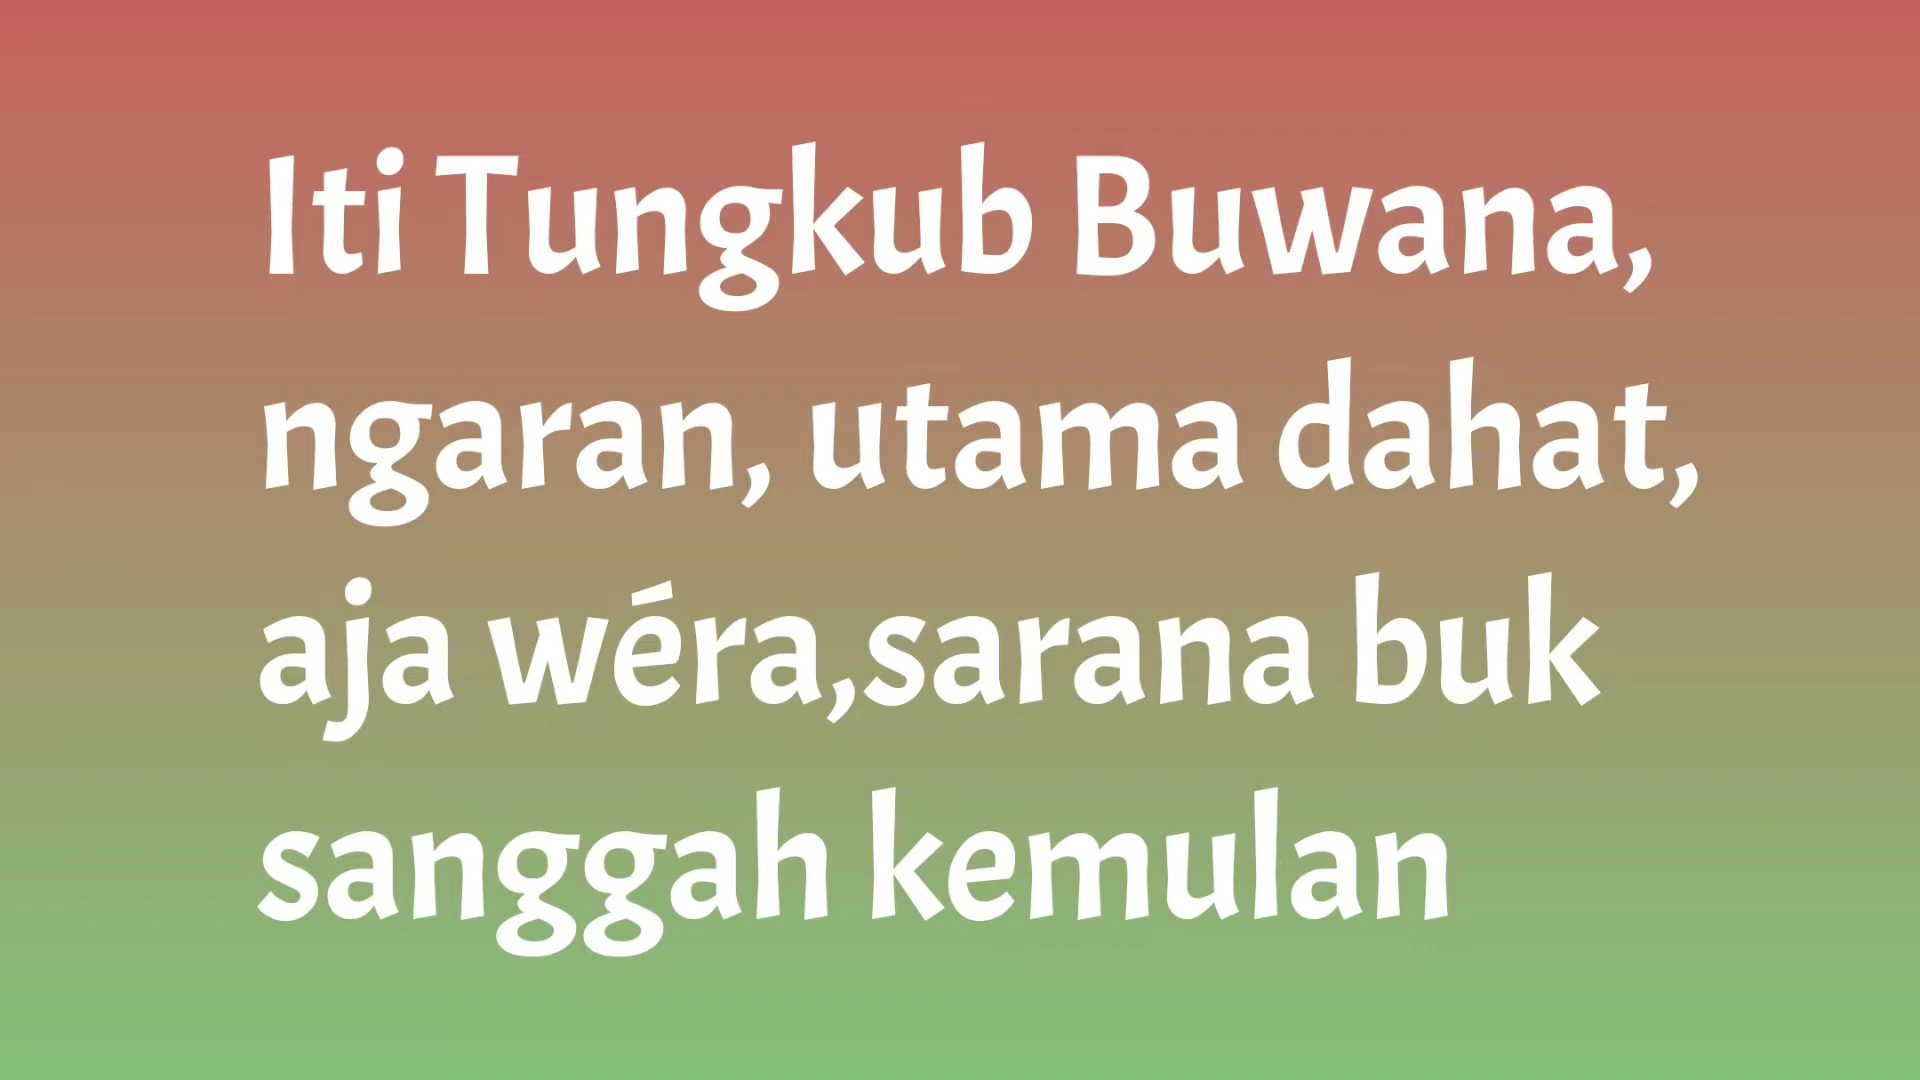 Iti Tungkub Buwana,
ngaran, utama dahat,
aja wéra,sarana buk
sanggah kemulan